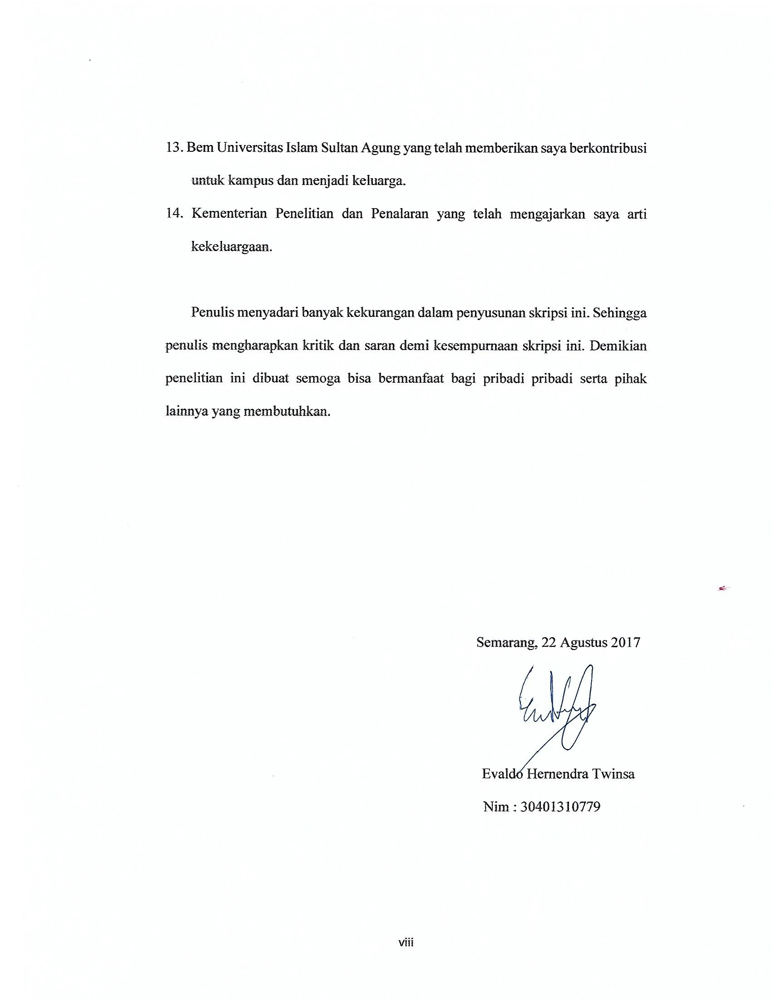 13. Bem Universitas Islam Sultan Agung yang telah memberikan saya berkontribusi
untuk kampus dan menjadi keluarga.
14. Kementerian Penelitian dan Penalaran yang telah mengajarkan saya arti
kekeluargaan.
Penulis menyadari banyak kekurangan dalam penyusunan skripsi ini. Sehingga
penulis mengharapkan kritik dan saran demi kesempurnaan skripsi ini. Demikian
penelitian ini dibuat semoga bisa bermanfaat bagi pribadi pribadi serta pihak
lainnya yang membutuhkan.
Semarang, 22 Agustus 2017
Evaldo Hernendra Twinsa
Nim : 30401310779
viii